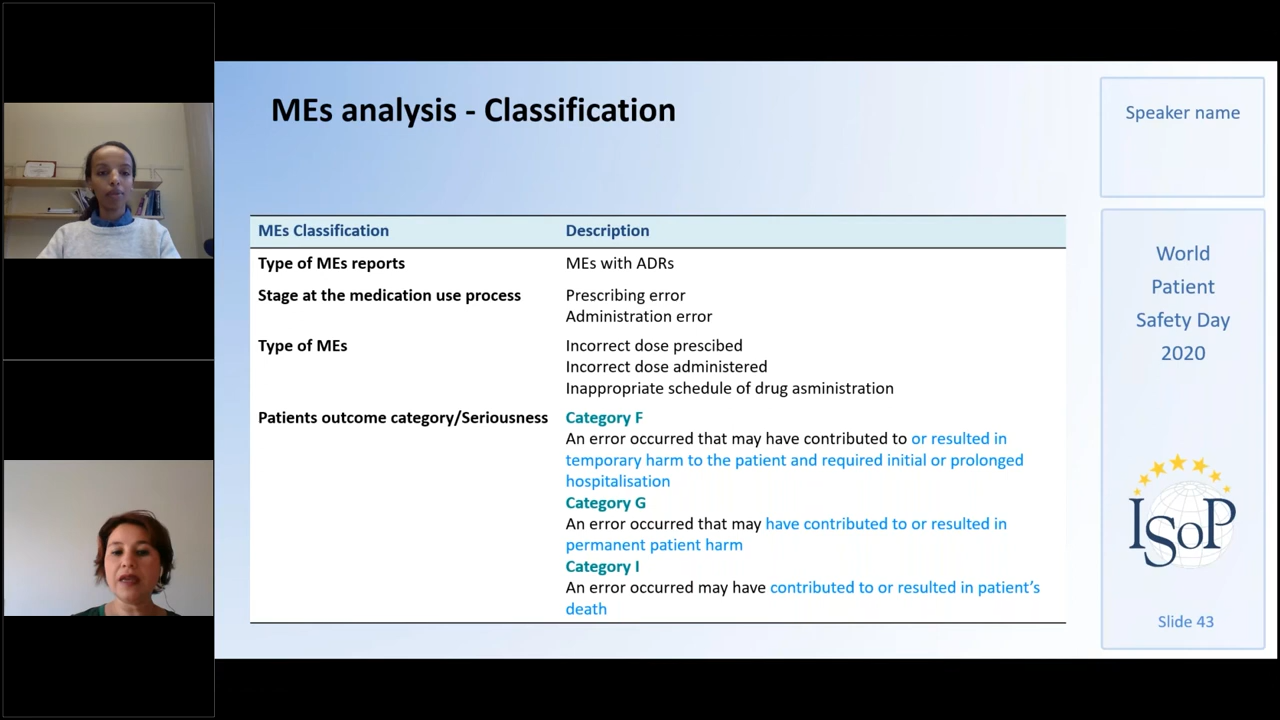 MEs analysis - Classification
Speaker name
MEs Classification
Description
Type of MEs reports
MEs with ADRs
Stage at the medication use process
Prescribing error
Administration error
Type of MEs
Incorrect dose prescibed
Incorrect dose administered
Inappropriate schedule of drug asministration
Patients outcome category/Seriousness
Category F
An error occurred that may have contributed to or resulted in
temporary harm to the patient and required initial or prolonged
hospitalisation
Category G
An error occurred that may have contributed to or resulted in
permanent patient harm
Category I
An error occurred may have contributed to or resulted in patient's
death
World
Patient
Safety Day
2020
ISoP
Slide 43